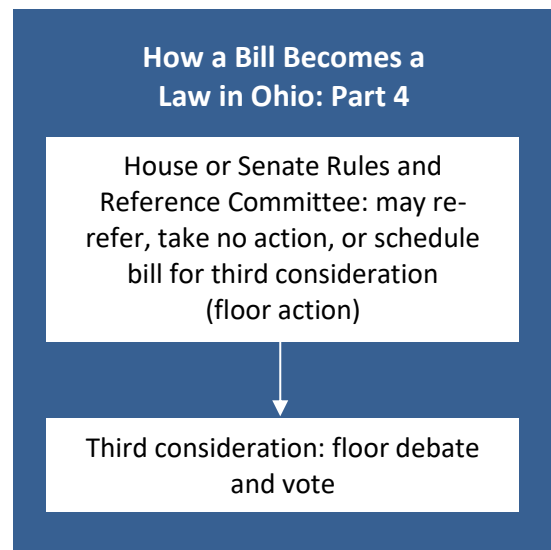 How a Bill Becomes a
Law in Ohio: Part 4
House or Senate Rules and
Reference Committee: may re-
refer, take no action, or schedule
bill for third consideration
(floor action)
Third consideration: floor debate
and vote